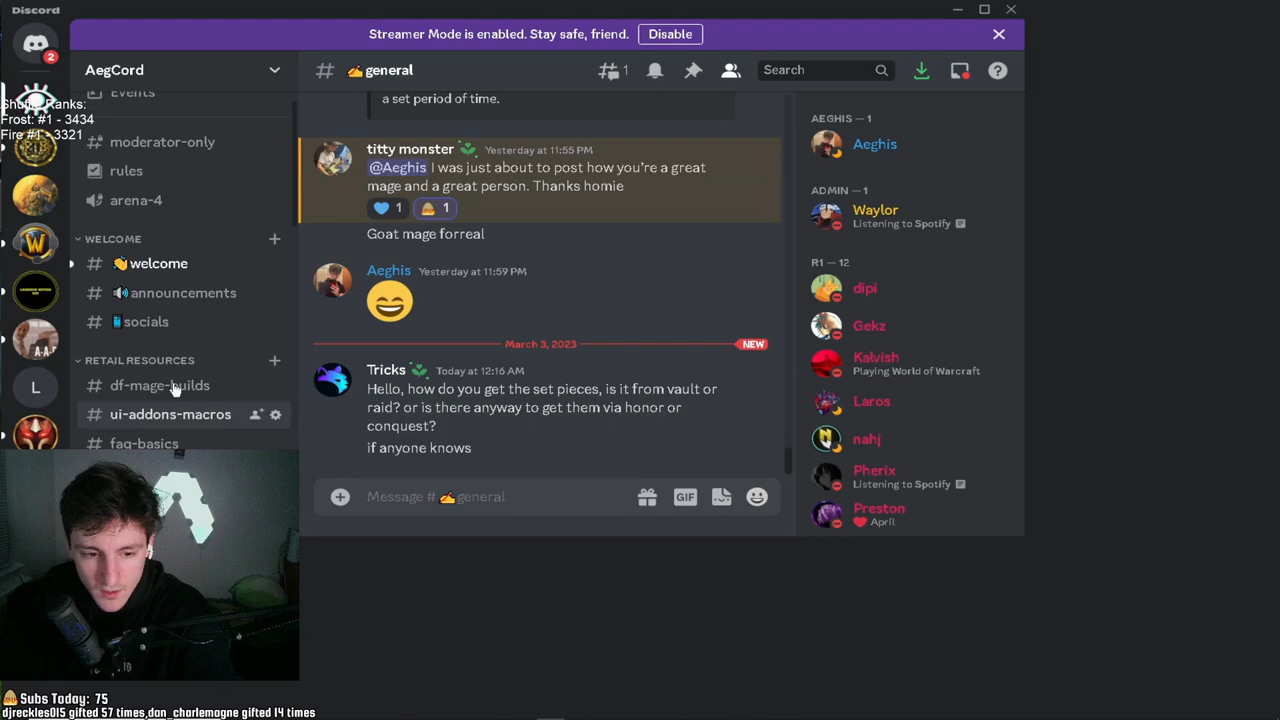 Discord
Streamer Mode is enabled. Stay safe, friend.
Disable
2
Shuffle Ranks:
Frost: #1 - 3434
Fire #1 - 3321
L
AegCord
Events
moderator-only
rules
arena-4
WELCOME
👋welcome
🔊announcements
📱socials
RETAIL RESOURCES
df-mage-builds
ui-addons-macros
faq-basics
✍general
1
Search
a set period of time.
titty monster Yesterday at 11:55 PM
@Aeghis I was just about to post how you're a great
mage and a great person. Thanks homie
1
1
Goat mage forreal
Aeghis Yesterday at 11:59 PM
March 3, 2023 NEW
Tricks Today at 12:16 AM
Hello, how do you get the set pieces, is it from vault or
raid? or is there anyway to get them via honor or
conquest?
if anyone knows
Message #✍general
GIF
AEGHIS — 1
Aeghis
ADMIN — 1
Waylor
Listening to Spotify
R1 — 12
dipi
Gekz
Kalvish
Playing World of Warcraft
Laros
nahj
Pherix
Listening to Spotify
Preston
April
Subs Today: 75
djreckles015 gifted 57 times,dan_chorlemagne gifted 14 times